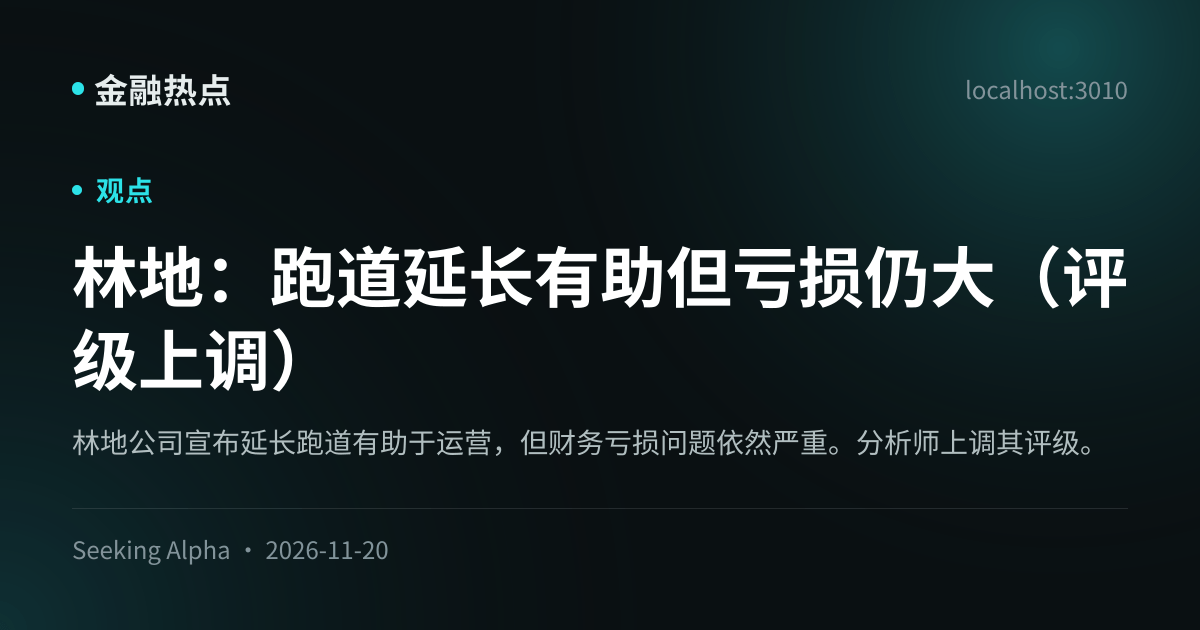 金融热点
localhost:3010
观点
林地：跑道延长有助但亏损仍大（评
级上调）
林地公司宣布延长跑道有助于运营，但财务亏损问题依然严重。分析师上调其评级。
Seeking Alpha • 2026-11-20